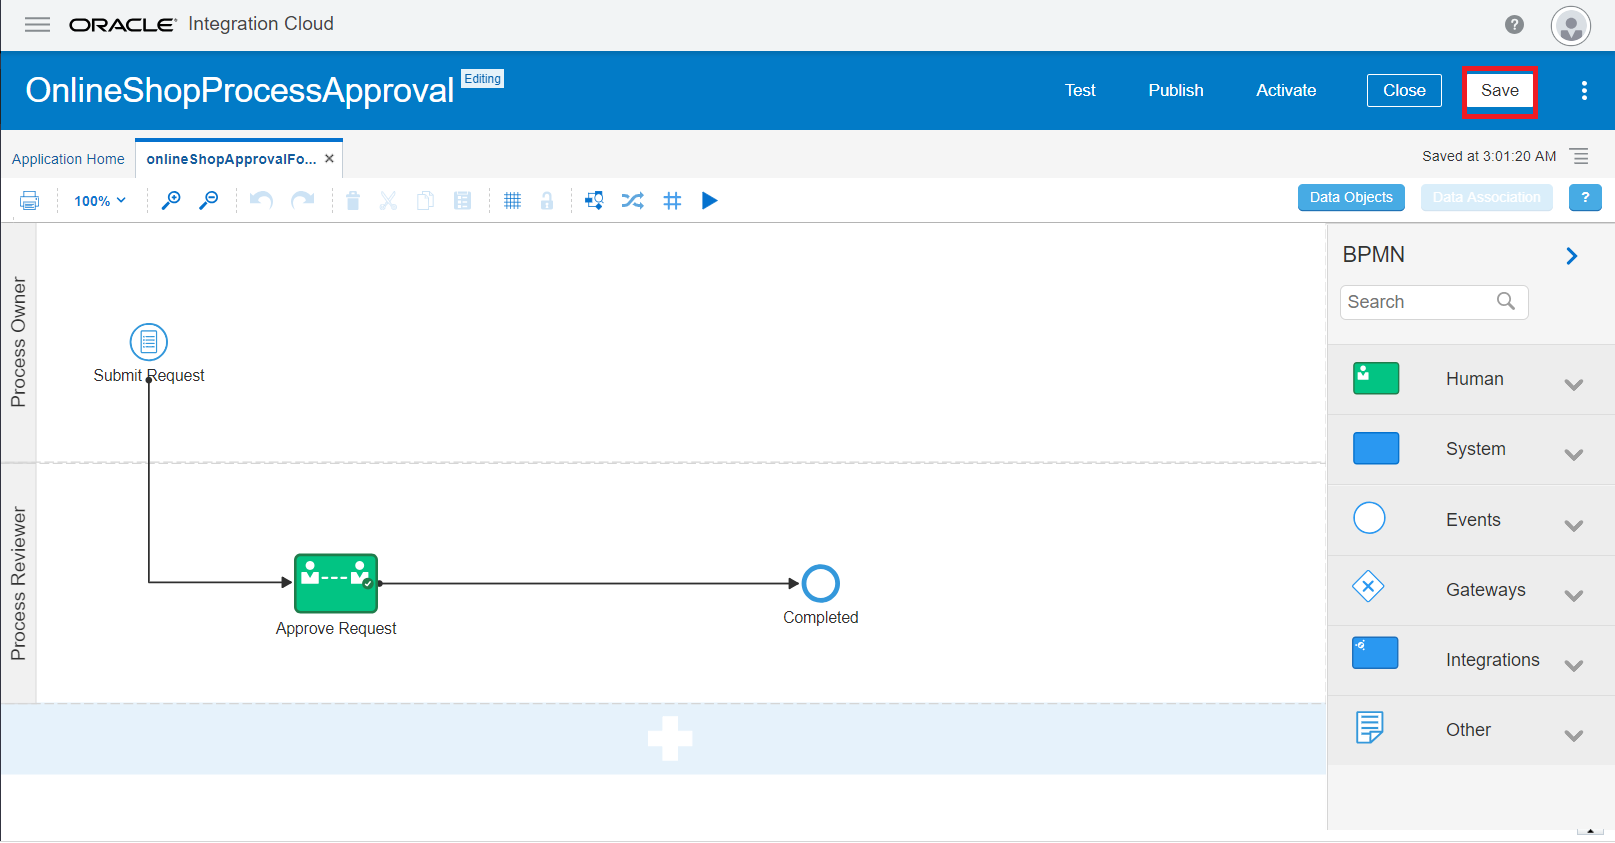 ORACLE® Integration Cloud
?
OnlineShopProcessApproval Editing
Test Publish Activate Close Save
Application Home onlineShopApprovalFo... × Saved at 3:01:20 AM
100% Data Objects Data Association ?
Process Owner
Submit Request
Process Reviewer
Approve Request
Completed
BPMN
Search
Human
System
Events
Gateways
Integrations
Other